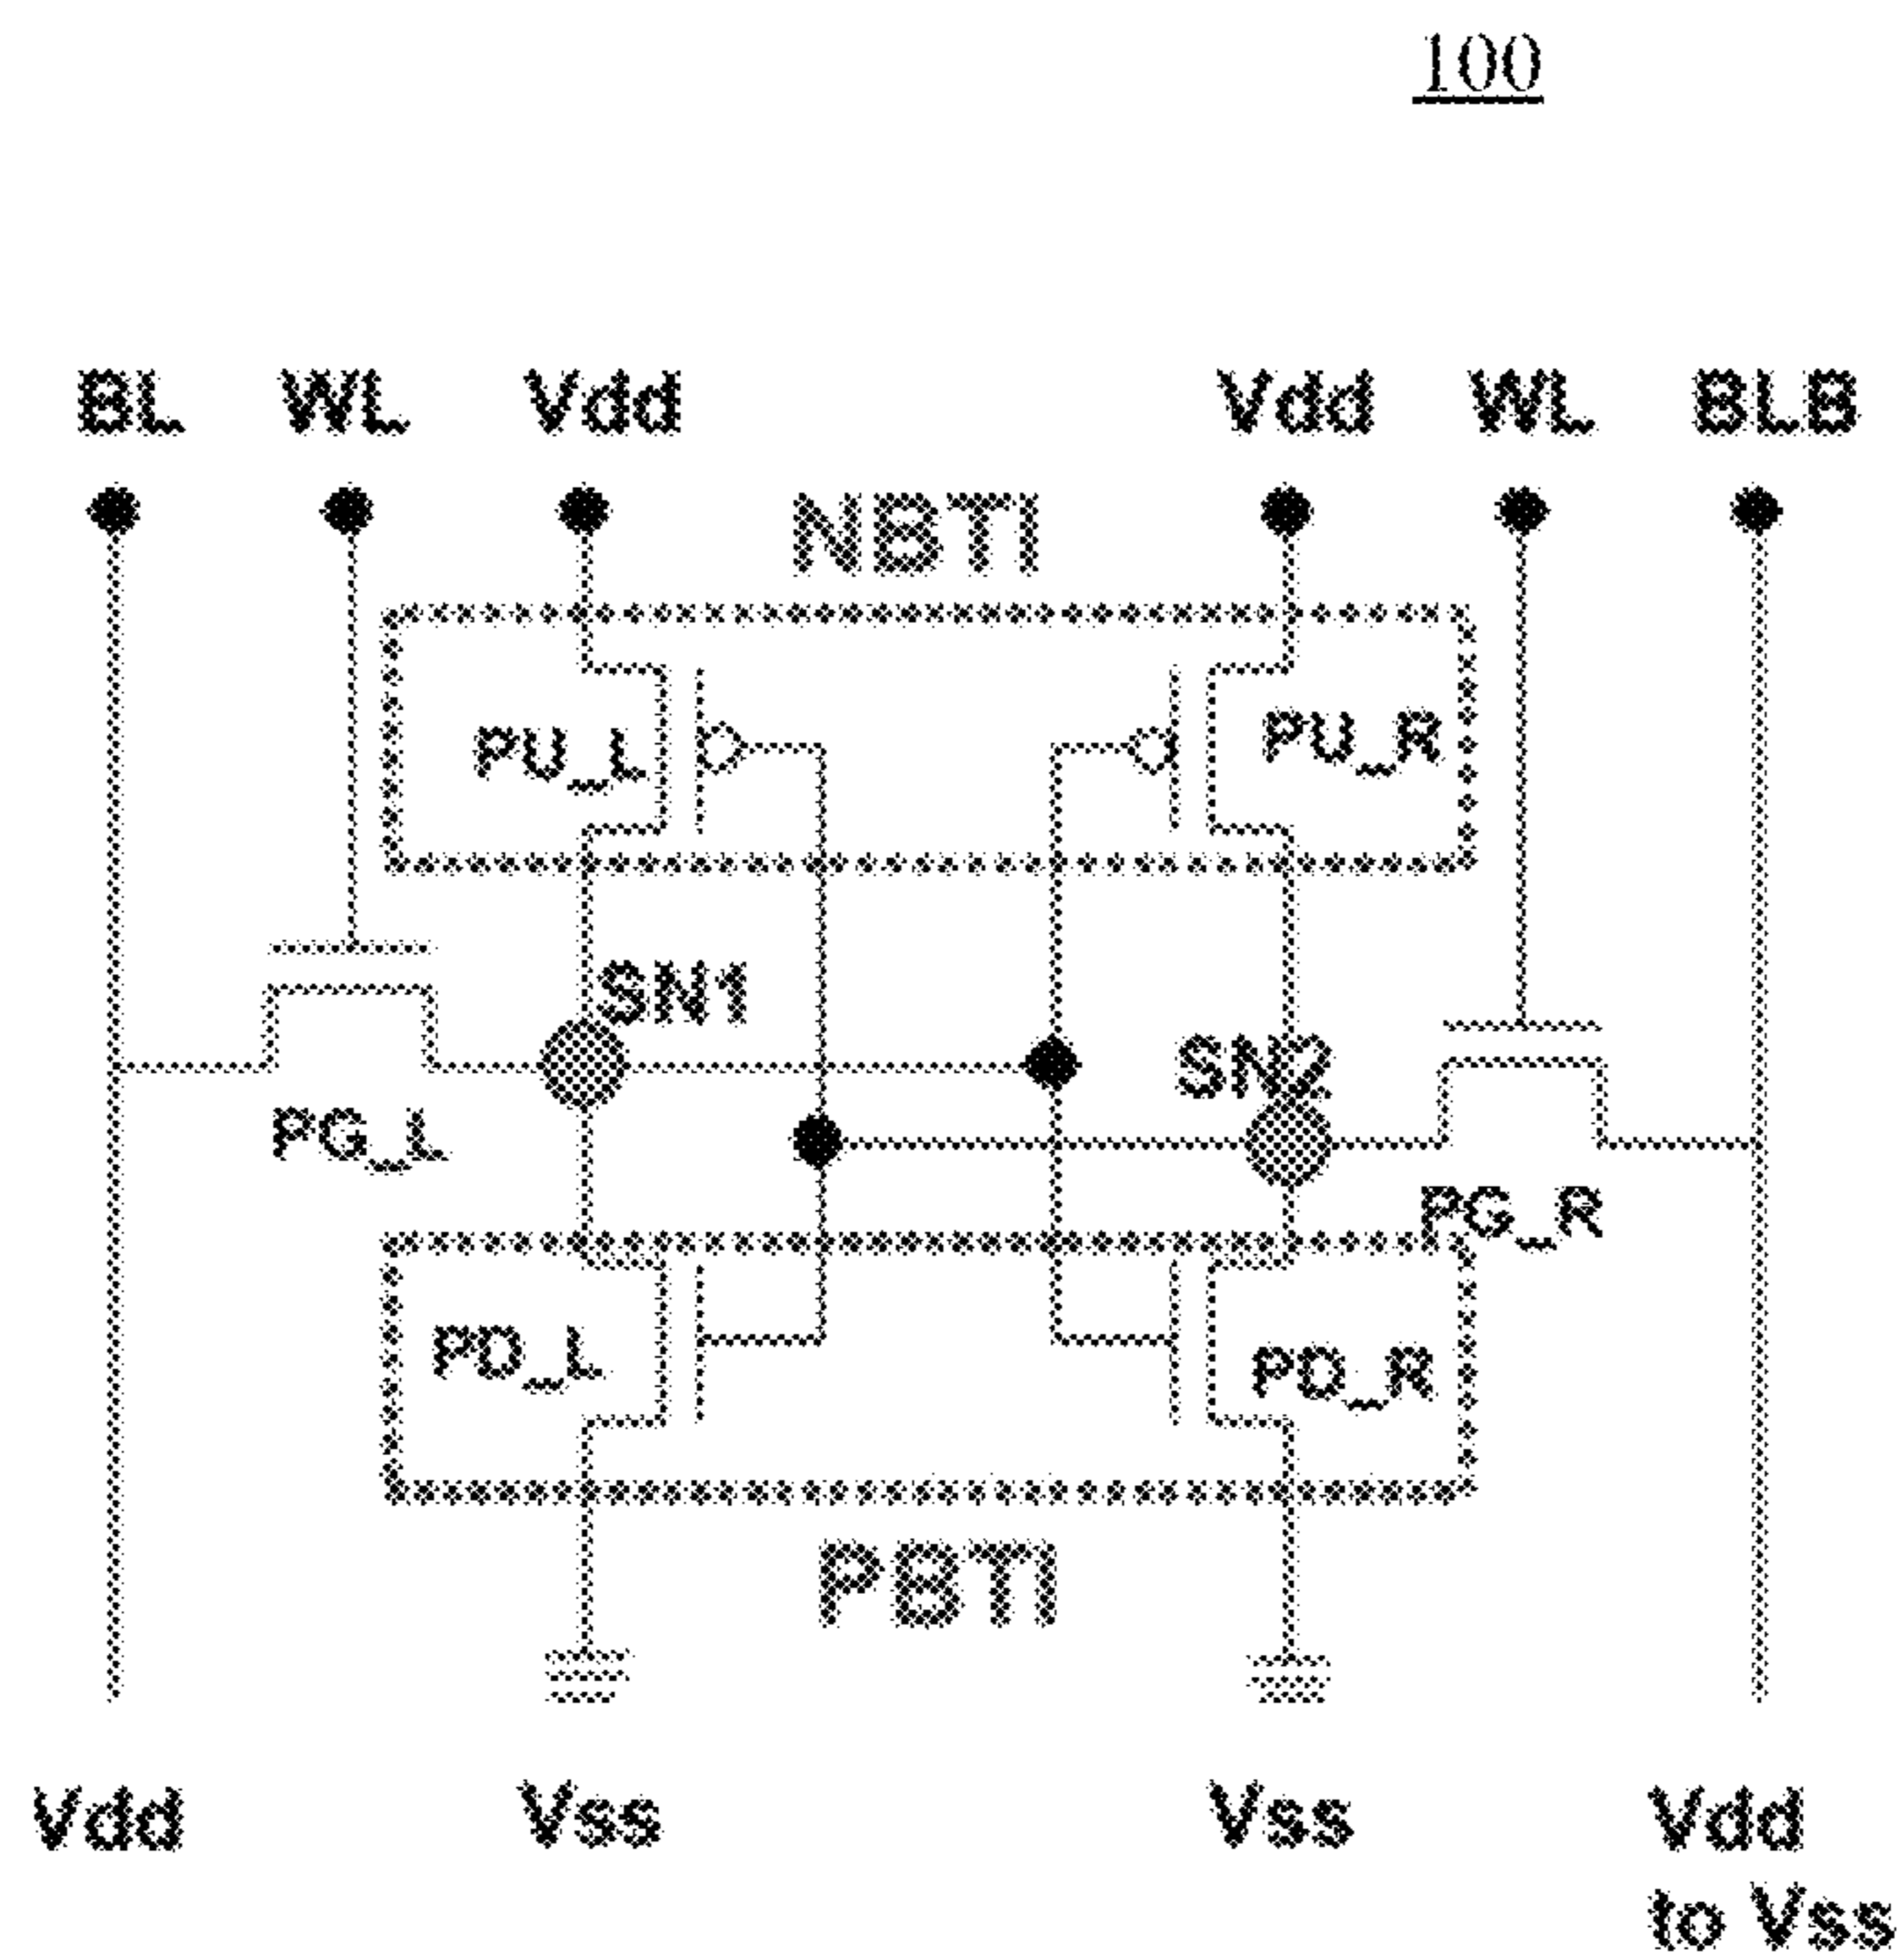 100
BL WL Vdd Vdd WL BLB
NBTI
PU_L PU_R
SN1
SN2
PG_L
PG_R
PD_L PD_R
PBTI
Vdd Vss Vss Vdd
to Vss